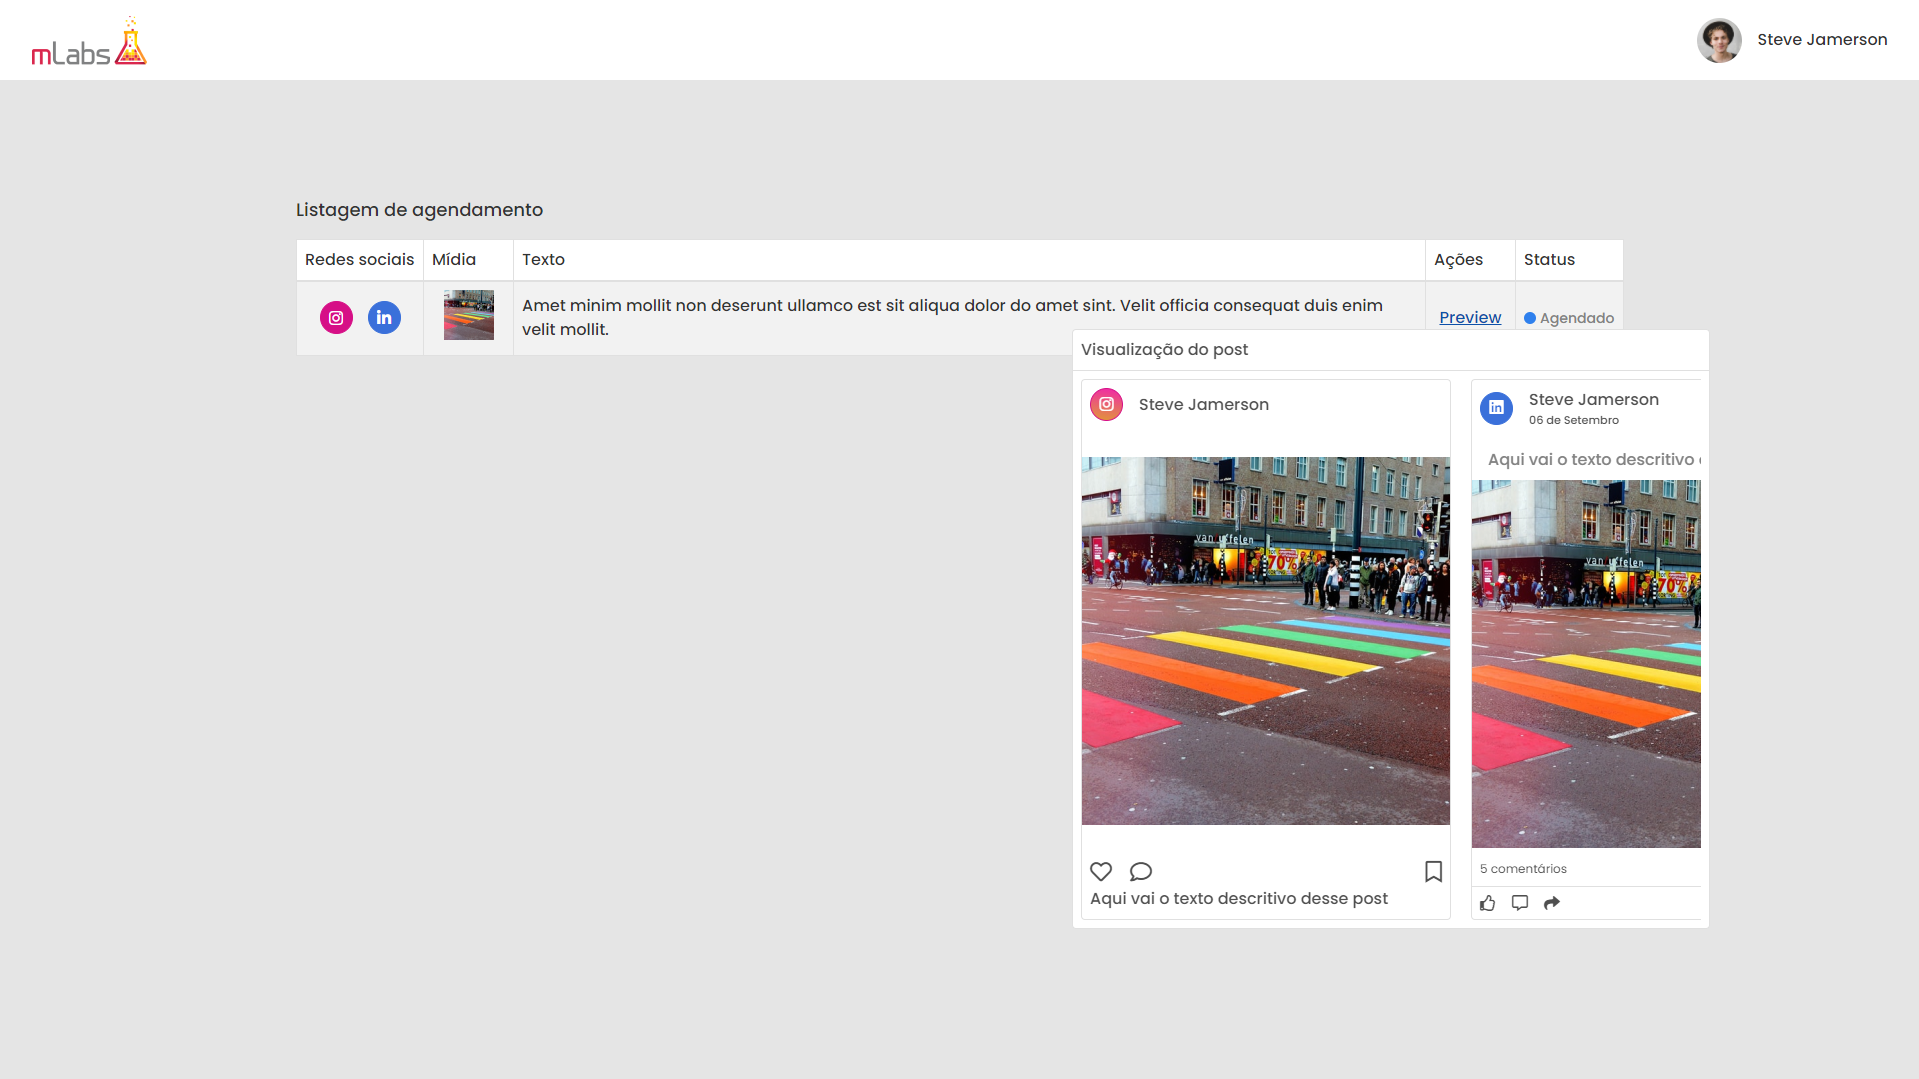 mLabs
Steve Jamerson
Listagem de agendamento
Redes sociais
Mídia
Texto
Ações
Status
Amet minim mollit non deserunt ullamco est sit aliqua dolor do amet sint. Velit officia consequat duis enim
velit mollit.
Preview
Agendado
Visualização do post
Steve Jamerson
van uffelen
70%
Aqui vai o texto descritivo desse post
Steve Jamerson
06 de Setembro
Aqui vai o texto descritivo
van uffelen
70%
5 comentários